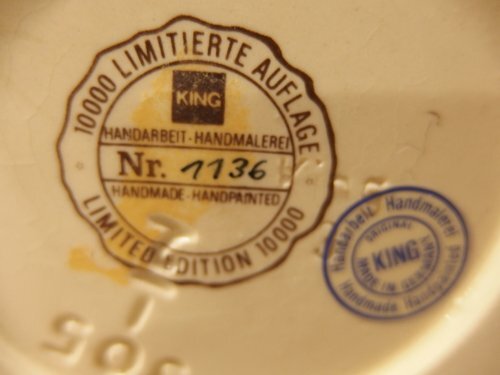 10000 LIMITIERTE AUFLAGE
KING
HANDARBEIT-HANDMALEREI
Nr. 1136
HANDMADE-HANDPAINTED
LIMITED EDITION 10000
Handarbeit Handmalerei
ORIGINAL
KING
MADE IN GERMANY
Handmade Handpainted
505